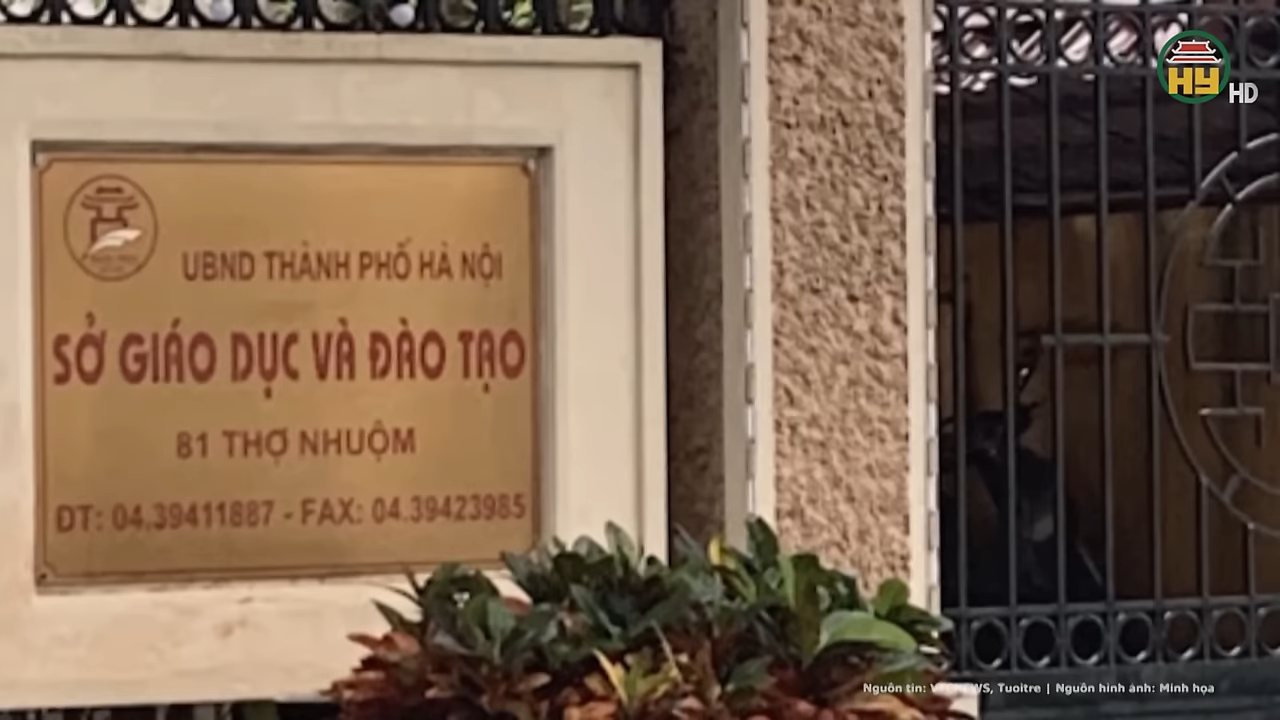 HY HD
UBND THÀNH PHỐ HÀ NỘI
SỞ GIÁO DỤC VÀ ĐÀO TẠO
81 THỢ NHUỘM
ĐT: 04.39411887 - FAX: 04.39423985
Nguồn tin: VTCNEWS, Tuoitre | Nguồn hình ảnh: Minh họa